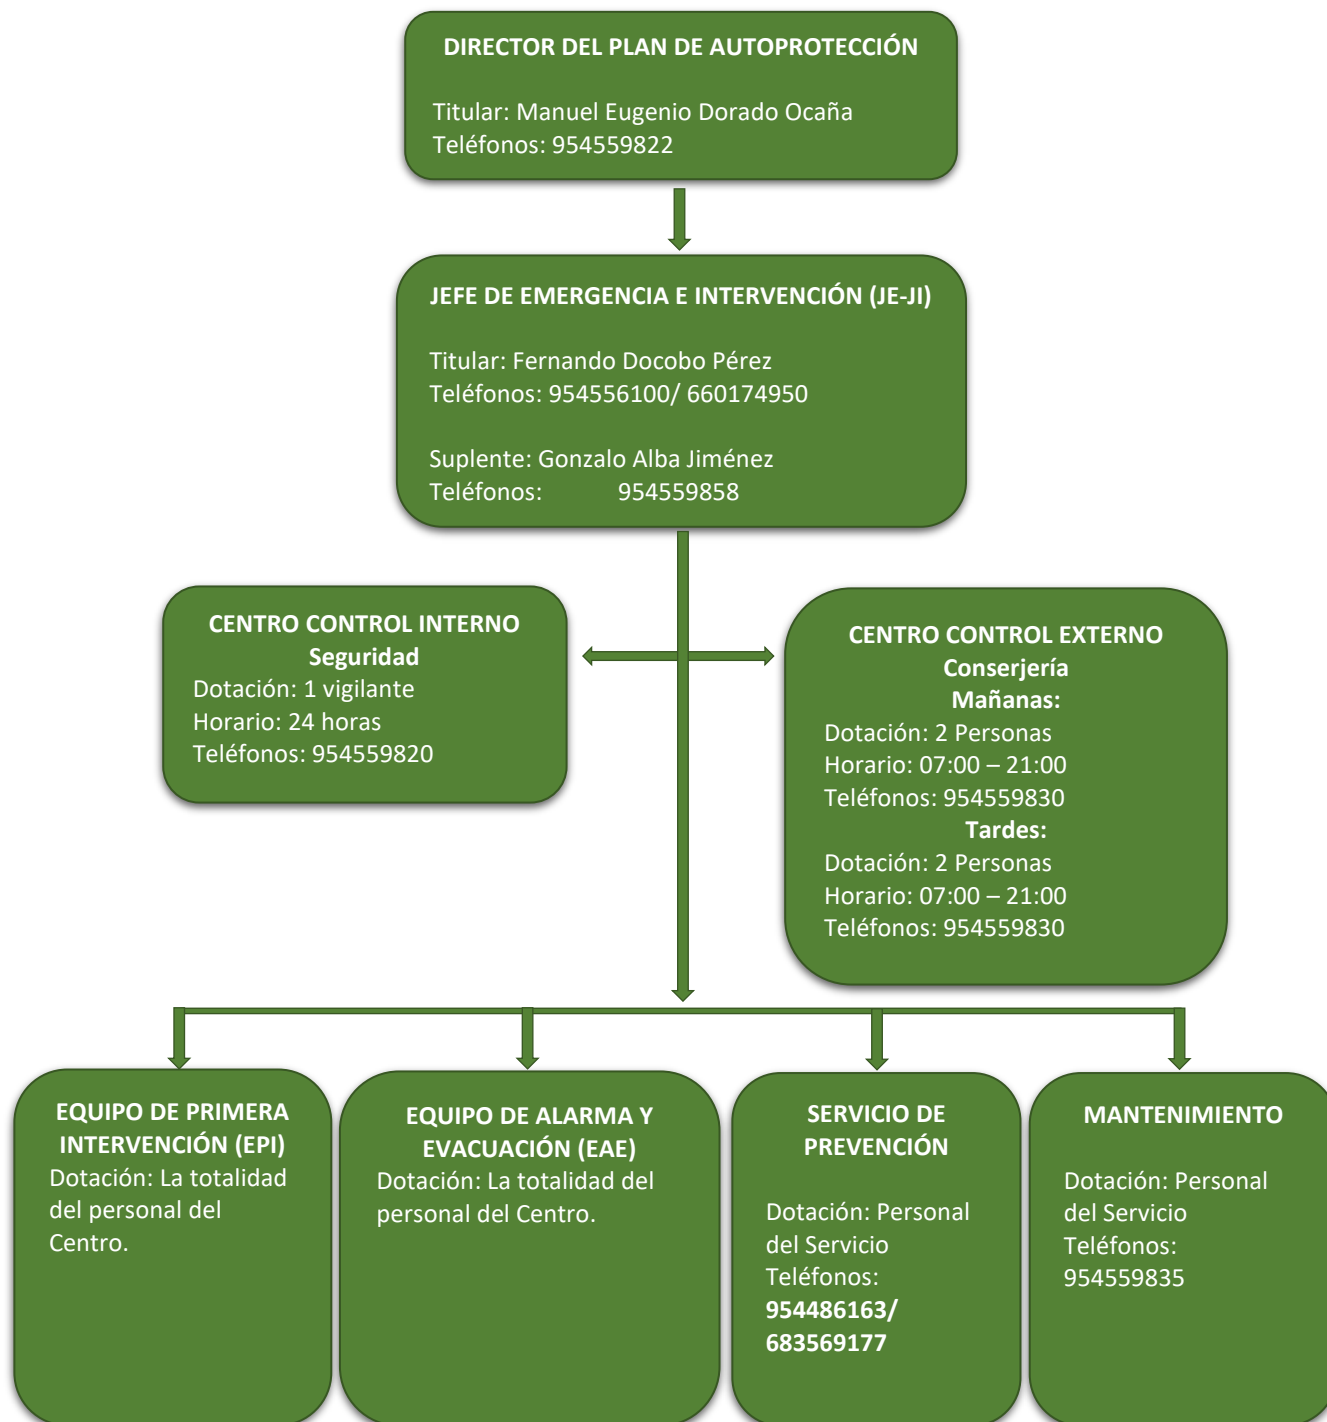 DIRECTOR DEL PLAN DE AUTOPROTECCIÓN
Titular: Manuel Eugenio Dorado Ocaña
Teléfonos: 954559822
JEFE DE EMERGENCIA E INTERVENCIÓN (JE-JI)
Titular: Fernando Docobo Pérez
Teléfonos: 954556100/ 660174950
Suplente: Gonzalo Alba Jiménez
Teléfonos: 954559858
CENTRO CONTROL INTERNO
Seguridad
Dotación: 1 vigilante
Horario: 24 horas
Teléfonos: 954559820
CENTRO CONTROL EXTERNO
Conserjería
Mañanas:
Dotación: 2 Personas
Horario: 07:00 – 21:00
Teléfonos: 954559830
Tardes:
Dotación: 2 Personas
Horario: 07:00 – 21:00
Teléfonos: 954559830
EQUIPO DE PRIMERA
INTERVENCIÓN (EPI)
Dotación: La totalidad
del personal del
Centro.
EQUIPO DE ALARMA Y
EVACUACIÓN (EAE)
Dotación: La totalidad del
personal del Centro.
SERVICIO DE
PREVENCIÓN
Dotación: Personal
del Servicio
Teléfonos:
954486163/
683569177
MANTENIMIENTO
Dotación: Personal
del Servicio
Teléfonos:
954559835